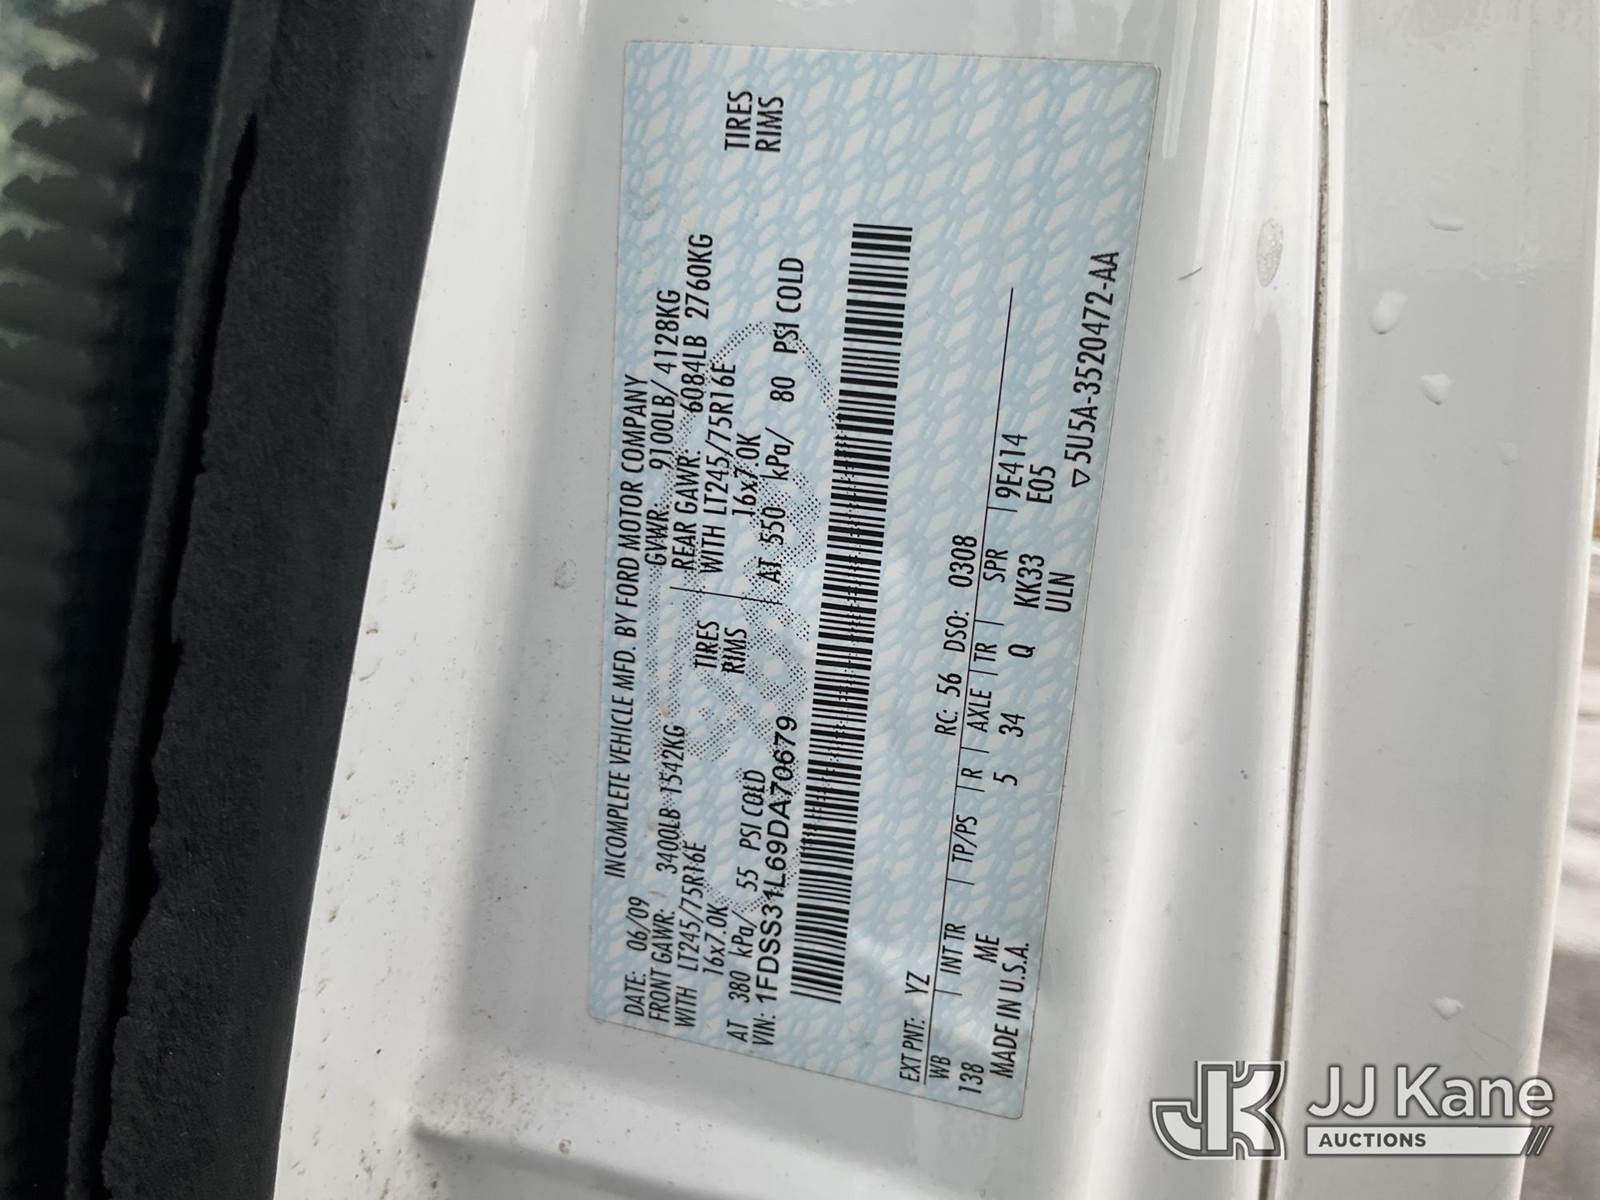 INCOMPLETE VEHICLE MFD. BY FORD MOTOR COMPANY
DATE: 06/09 GVWR: 9100LB/ 4128KG
FRONT GAWR: 3400LB 1542KG REAR GAWR: 6084LB 2760KG
WITH LT245/75R16E TIRES WITH LT245/75R16E TIRES
16x7.0K RIMS 16x7.0K RIMS
AT 380 kPa/ 55 PSI COLD AT 550 kPa/ 80 PSI COLD
VIN: 1FDSS31L69DA70679
EXT PNT: YZ RC: 56 DSO: 0308
WB INT TR TP/PS R AXLE TR SPR 9E414
138 ME 5 34 Q KK33 E05
MADE IN U.S.A. ULN
▽5U5A-3520472-AA
JK JJ Kane
AUCTIONS